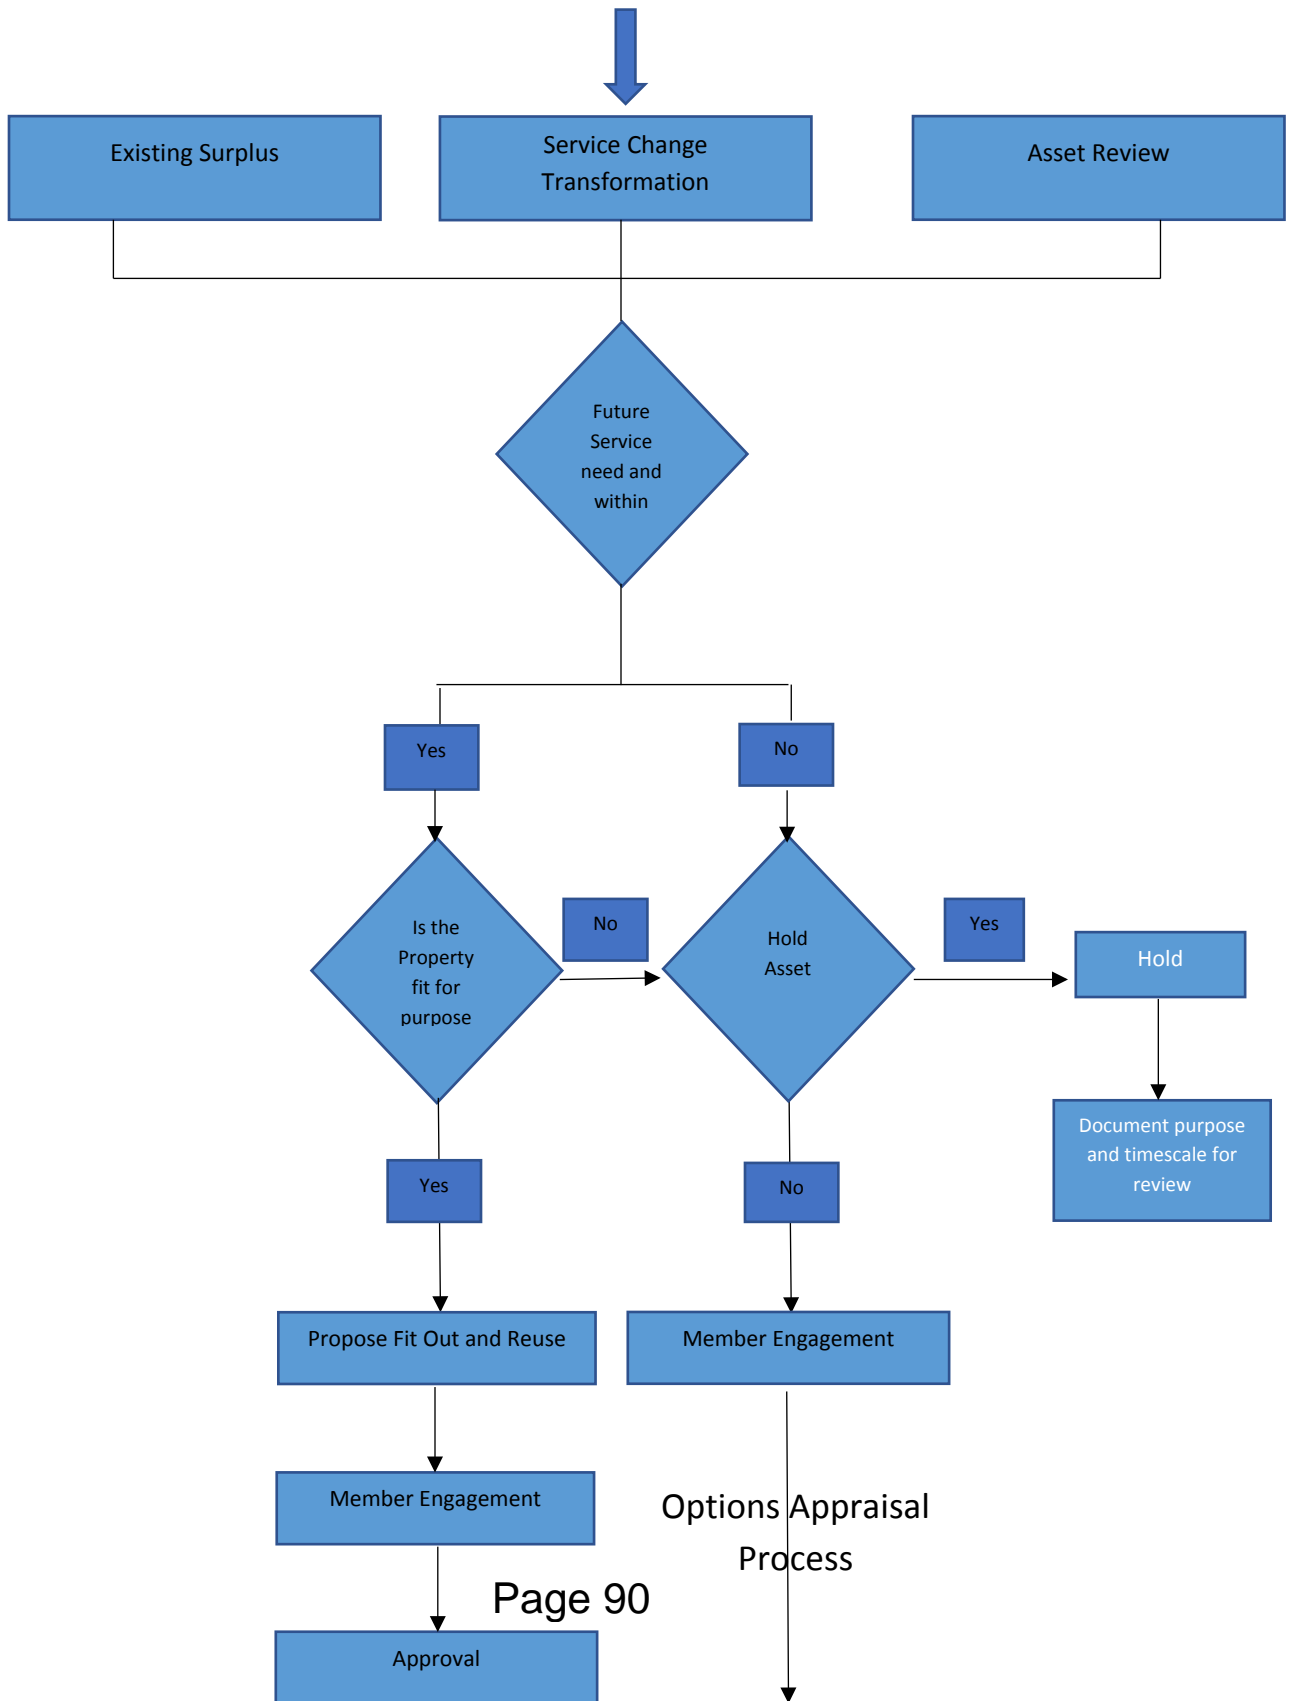 Existing Surplus
Service Change
Transformation
Asset Review
Future
Service
need and
within
Yes
No
Is the
Property
fit for
purpose
No
Hold
Asset
Yes
Hold
Document purpose
and timescale for
review
Yes
No
Propose Fit Out and Reuse
Member Engagement
Member Engagement
Options Appraisal
Process
Page 90
Approval